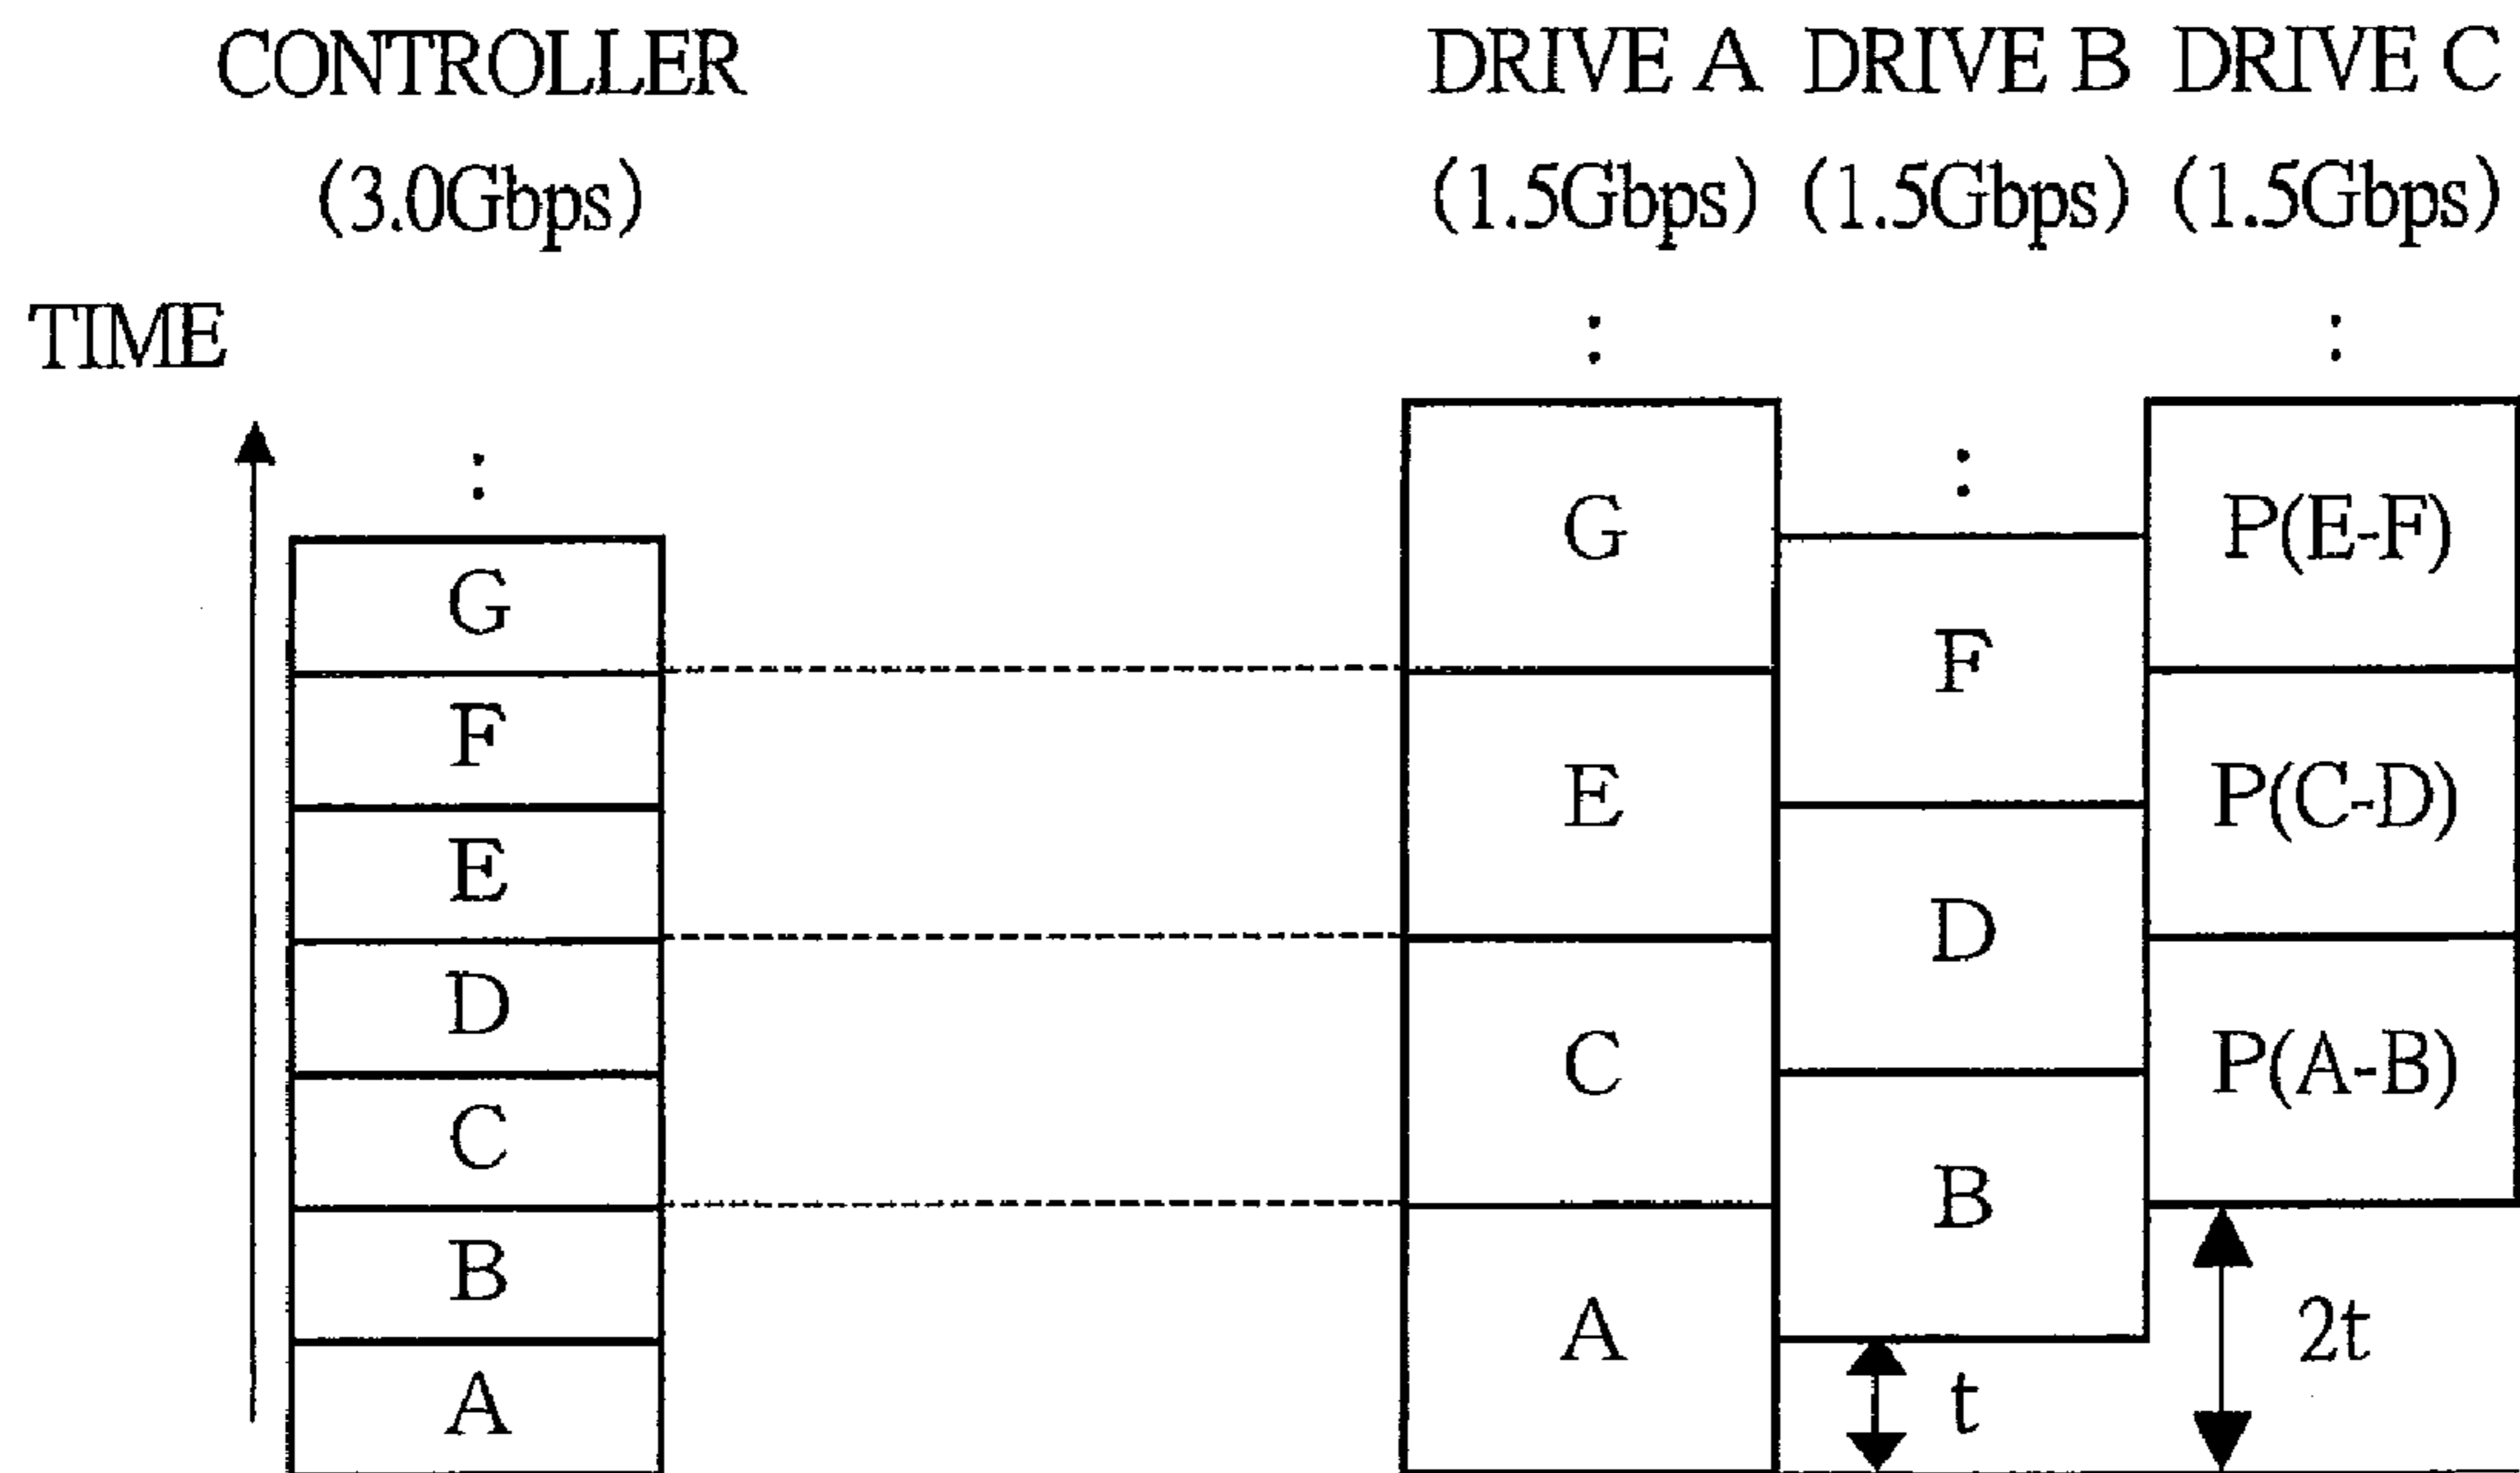 CONTROLLER DRIVE A DRIVE B DRIVE C
(3.0Gbps) (1.5Gbps) (1.5Gbps) (1.5Gbps)
TIME : :
: :
G P(E-F)
G
F
F
E P(C-D)
E
D
D
C P(A-B)
C
B
B
A 2t
A t